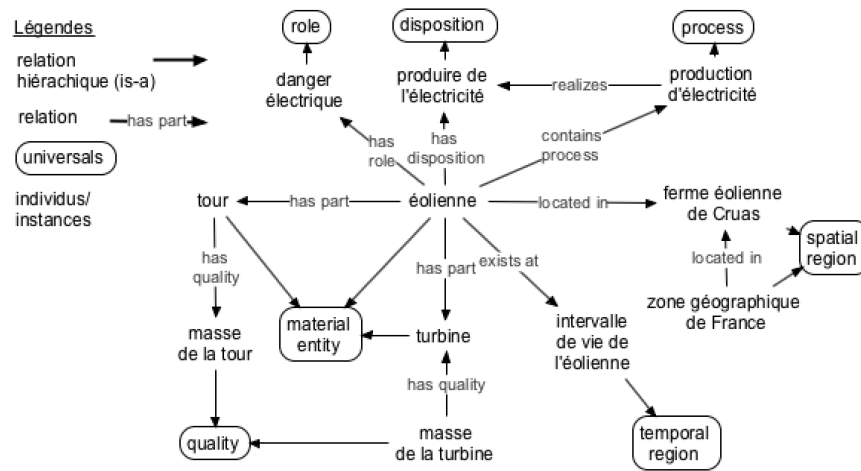 Légendes
relation
hiérachique (is-a)
relation
has part
universals
individus/
instances
role
disposition
process
danger
électrique
produire de
l'électricité
realizes
production
d'électricité
has
role
has
disposition
contains
process
tour
has part
éolienne
located in
ferme éolienne
de Cruas
has
quality
has part
exists at
located in
spatial
region
masse
de la tour
material
entity
turbine
intervalle
de vie de
l'éolienne
zone géographique
de France
has quality
quality
masse
de la turbine
temporal
region